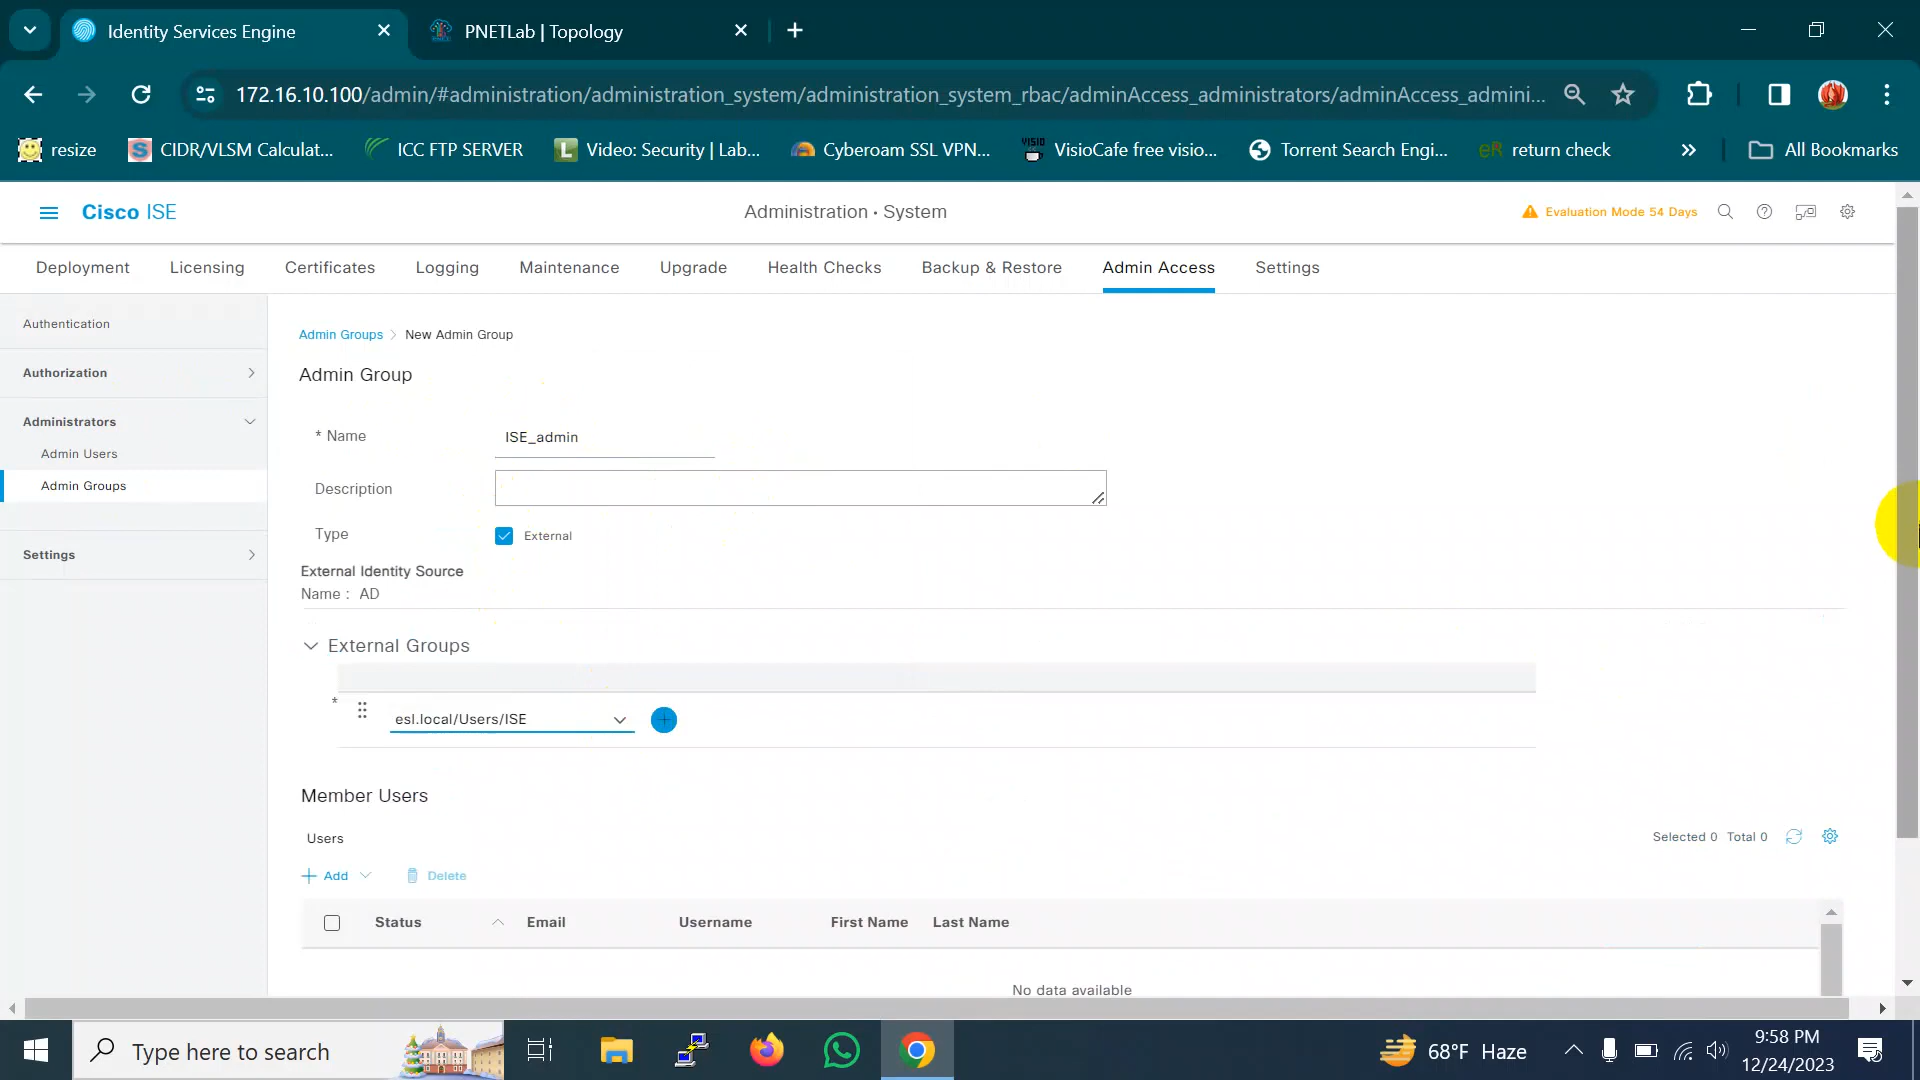 Identity Services Engine
PNETLab | Topology
172.16.10.100/admin/#administration/administration_system/administration_system_rbac/adminAccess_administrators/adminAccess_admini...
resize
CIDR/VLSM Calculat...
ICC FTP SERVER
Video: Security | Lab...
Cyberoam SSL VPN...
VisioCafe free visio...
Torrent Search Engi...
return check
All Bookmarks
Cisco ISE
Administration · System
Evaluation Mode 54 Days
Deployment
Licensing
Certificates
Logging
Maintenance
Upgrade
Health Checks
Backup & Restore
Admin Access
Settings
Authentication
Authorization
Administrators
Admin Users
Admin Groups
Settings
Admin Groups > New Admin Group
Admin Group
* Name
ISE_admin
Description
Type
External
External Identity Source
Name : AD
External Groups
*
esl.local/Users/ISE
Member Users
Users
Selected 0 Total 0
Add
Delete
Status
Email
Username
First Name
Last Name
No data available
Type here to search
68°F Haze
9:58 PM
12/24/2023